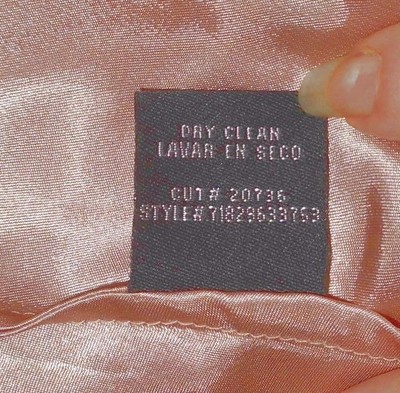 DRY CLEAN
LAVAR EN SECO
CUT# 20736
STYLE# 71829633753